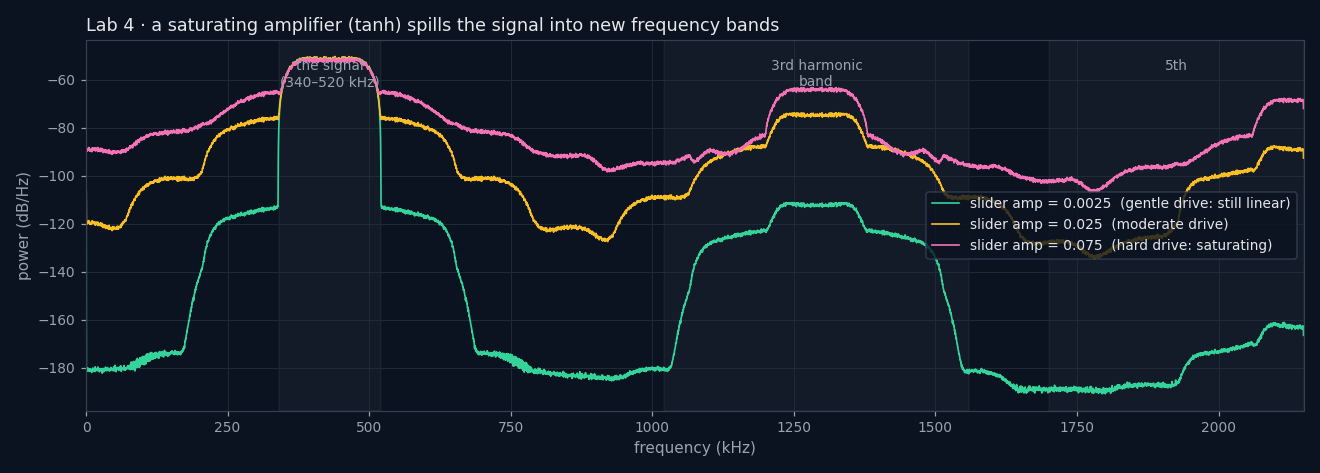 Lab 4 · a saturating amplifier (tanh) spills the signal into new frequency bands
the signal
(340–520 kHz)
3rd harmonic
band
5th
−60
−80
−100
−120
−140
−160
−180
power (dB/Hz)
slider amp = 0.0025  (gentle drive: still linear)
slider amp = 0.025  (moderate drive)
slider amp = 0.075  (hard drive: saturating)
0
250
500
750
1000
1250
1500
1750
2000
frequency (kHz)